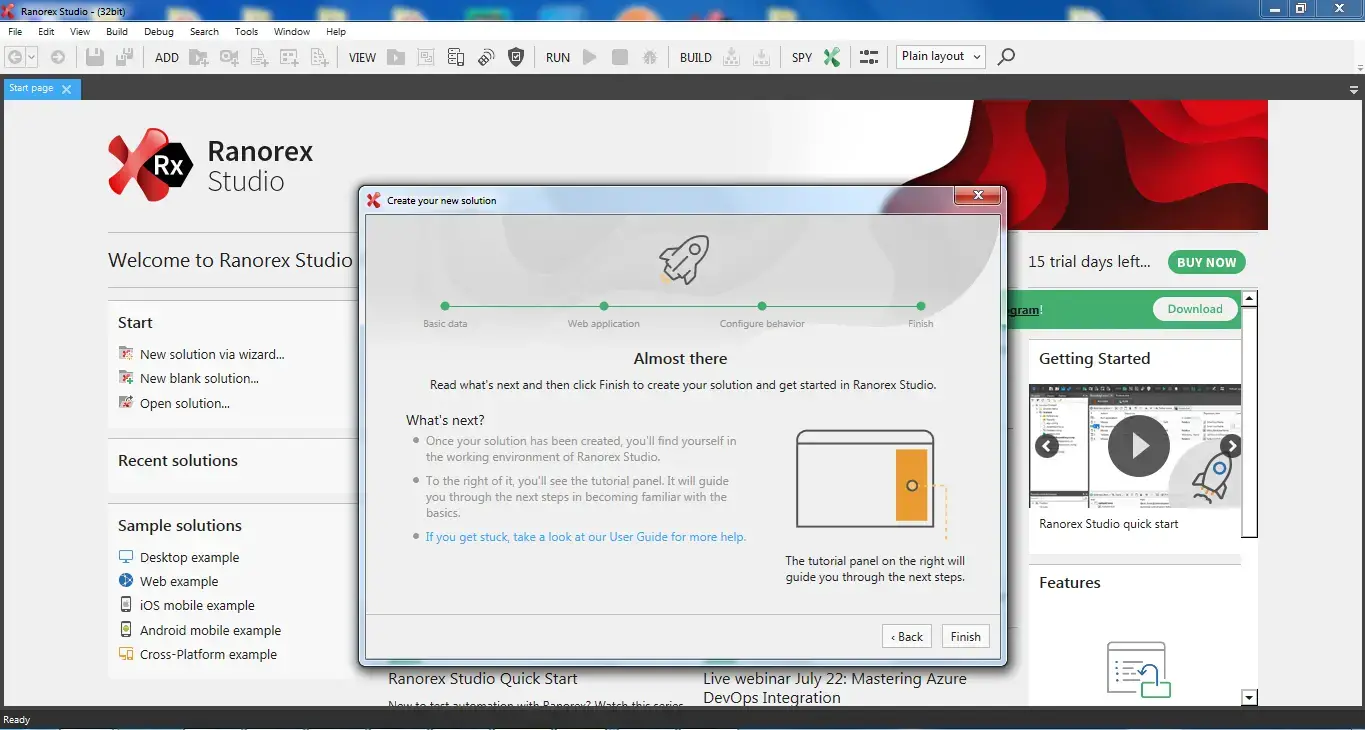 Ranorex Studio - (32bit)
File Edit View Build Debug Search Tools Window Help
ADD VIEW RUN BUILD SPY Plain layout
Start page
Rx
Ranorex
Studio
Welcome to Ranorex Studio
15 trial days left...
BUY NOW
Start
New solution via wizard...
New blank solution...
Open solution...
Recent solutions
Sample solutions
Desktop example
Web example
iOS mobile example
Android mobile example
Cross-Platform example
Create your new solution
Basic data
Web application
Configure behavior
Finish
Almost there
Read what's next and then click Finish to create your solution and get started in Ranorex Studio.
What's next?
Once your solution has been created, you'll find yourself in
the working environment of Ranorex Studio.
To the right of it, you'll see the tutorial panel. It will guide
you through the next steps in becoming familiar with the
basics.
If you get stuck, take a look at our User Guide for more help.
The tutorial panel on the right will
guide you through the next steps.
‹ Back
Finish
ogram!
Download
Getting Started
Ranorex Studio quick start
Features
Ranorex Studio Quick Start
New to test automation with Ranorex? Watch this series
Live webinar July 22: Mastering Azure
DevOps Integration
Ready